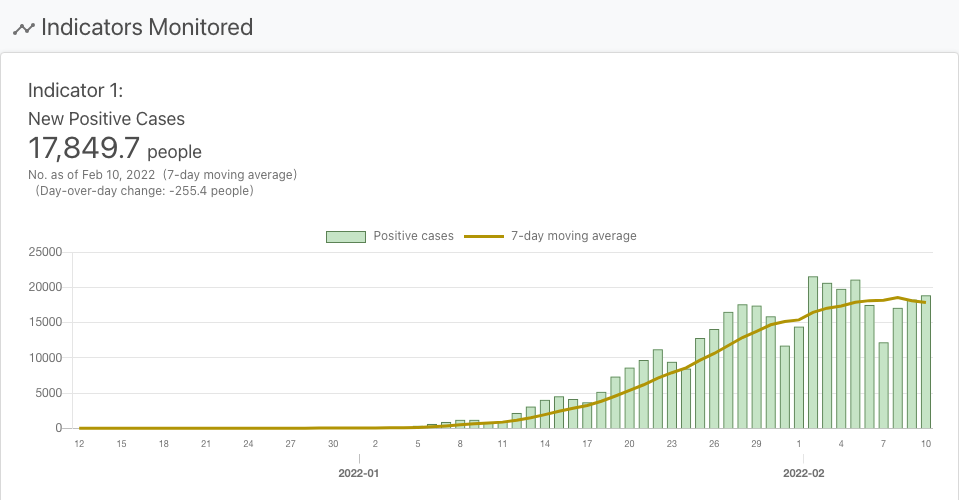 Indicators Monitored
Indicator 1:
New Positive Cases
17,849.7 people
No. as of Feb 10, 2022 (7-day moving average)
(Day-over-day change: -255.4 people)
Positive cases 7-day moving average
25000
20000
15000
10000
5000
0
12 15 18 21 24 27 30 2 5 8 11 14 17 20 23 26 29 1 4 7 10
2022-01 2022-02